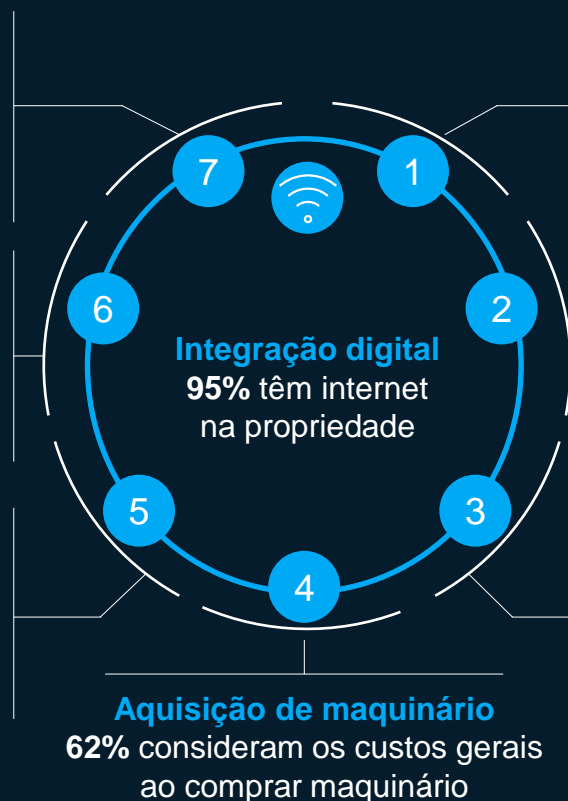 7
1
6
2
Integração digital
95% têm internet
na propriedade
5
3
4
Aquisição de maquinário
62% consideram os custos gerais
ao comprar maquinário